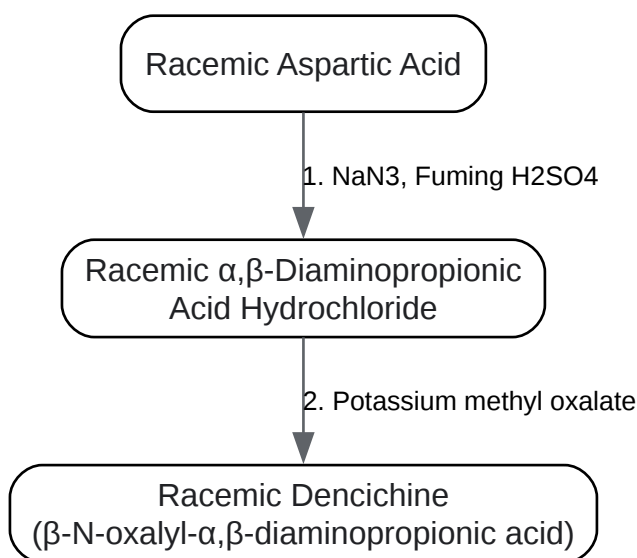 Racemic Aspartic Acid
1. NaN3, Fuming H2SO4
Racemic α,β-Diaminopropionic
Acid Hydrochloride
2. Potassium methyl oxalate
Racemic Dencichine
(β-N-oxalyl-α,β-diaminopropionic acid)